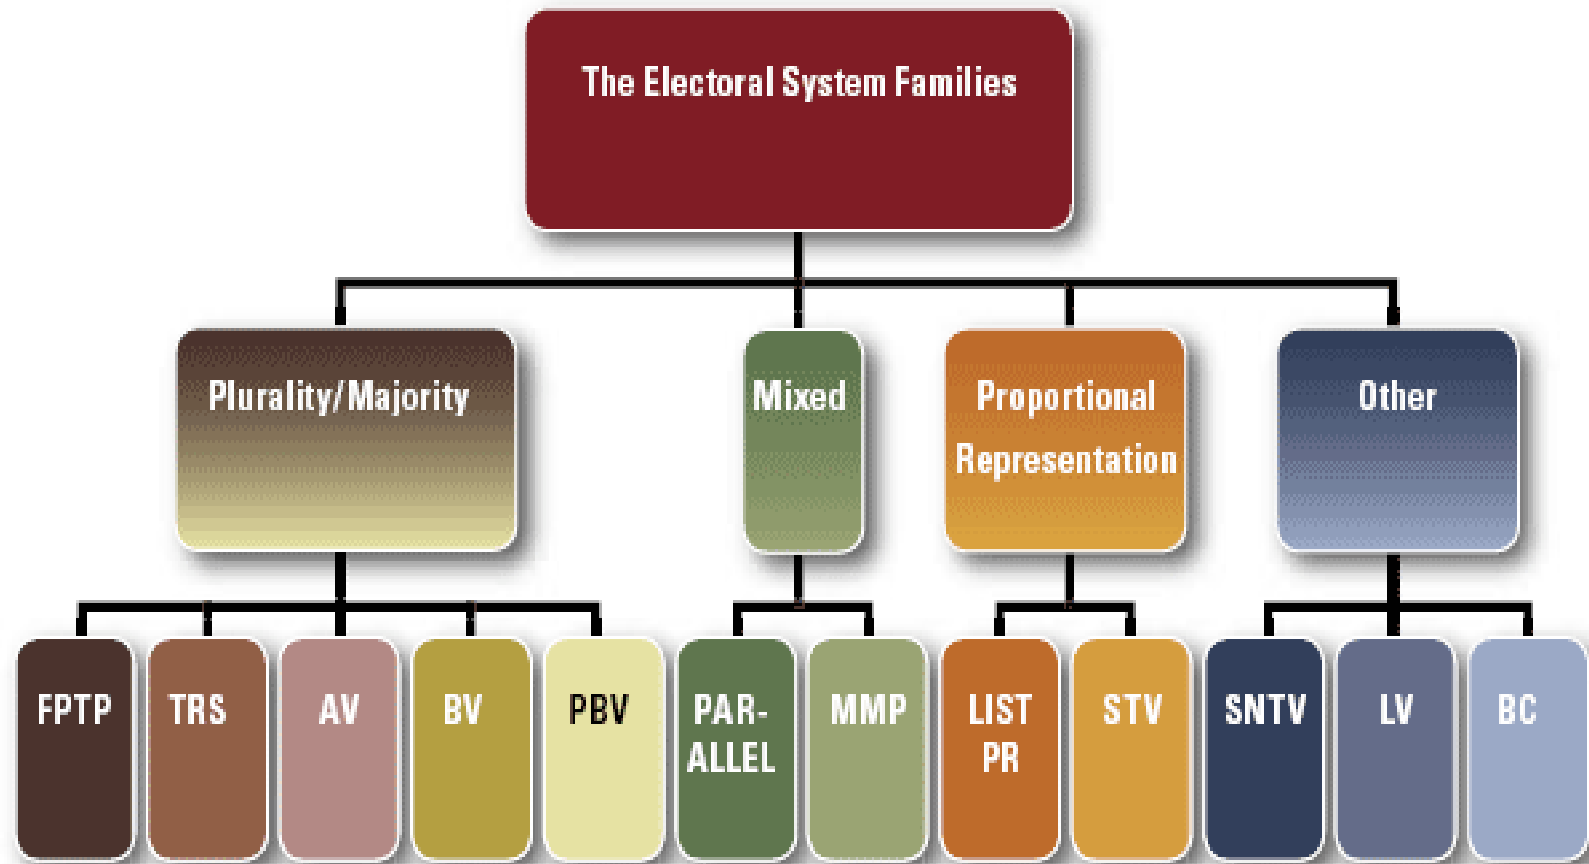 The Electoral System Families
Plurality/Majority
Mixed
Proportional
Representation
Other
FPTP
TRS
AV
BV
PBV
PAR-
ALLEL
MMP
LIST
PR
STV
SNTV
LV
BC